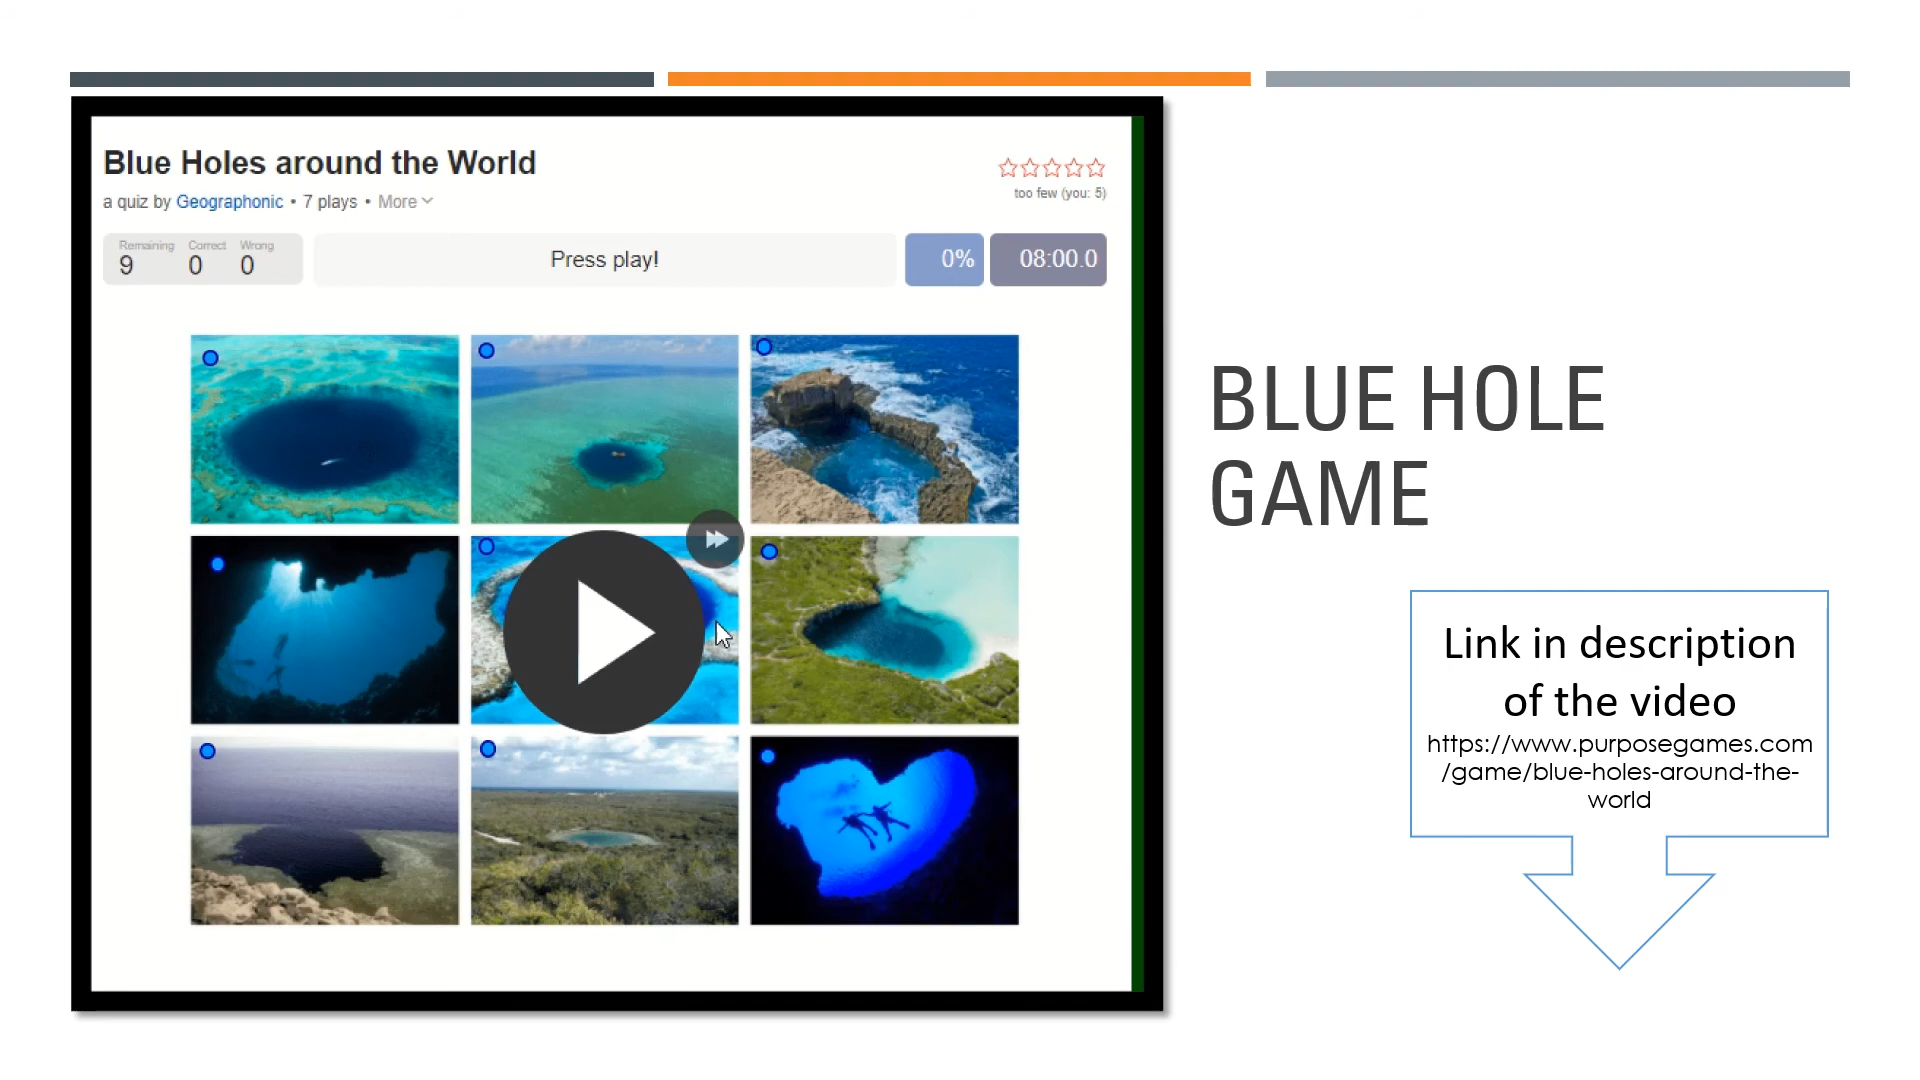 Blue Holes around the World
a quiz by Geographonic • 7 plays • More
too few (you: 5)
Remaining Correct Wrong
9 0 0
Press play!
0%
08:00.0
BLUE HOLE
GAME
Link in description
of the video
https://www.purposegames.com
/game/blue-holes-around-the-
world